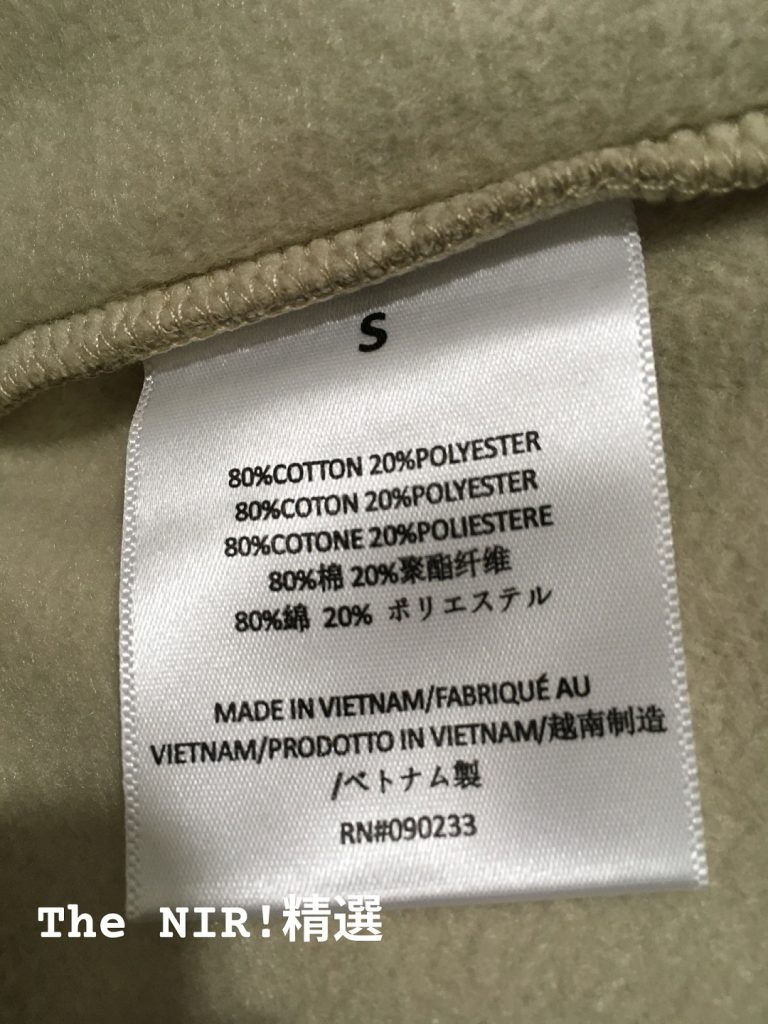 S
80%COTTON 20%POLYESTER
80%COTON 20%POLYESTER
80%COTONE 20%POLIESTERE
80%棉 20%聚酯纤维
80%綿 20% ポリエステル
MADE IN VIETNAM/FABRIQUÉ AU
VIETNAM/PRODOTTO IN VIETNAM/越南制造
/ベトナム製
RN#090233
The NIR!精選